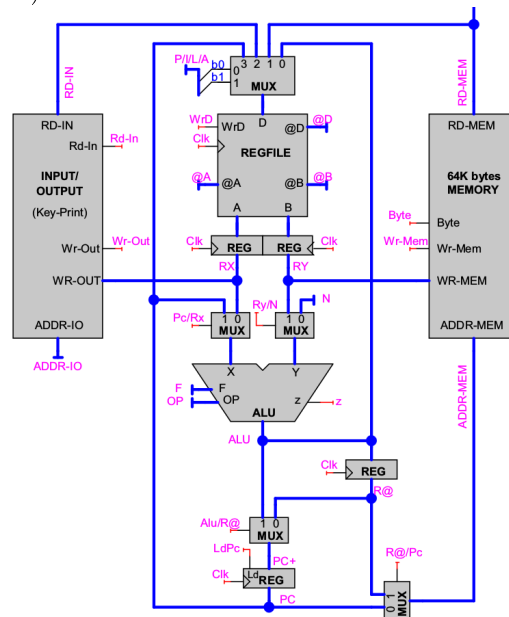 )
P/I/L/A
b0
b1
0
1
3 2 1 0
MUX
RD-IN
RD-MEM
RD-IN
Rd-In
Rd-In
INPUT/
OUTPUT
(Key-Print)
Wr-Out
Wr-Out
WR-OUT
ADDR-IO
ADDR-IO
WrD
WrD
D
@D
@D
Clk
REGFILE
@A
@A
@B
@B
A
B
Clk
REG
REG
Clk
RX
RY
RD-MEM
64K bytes
MEMORY
Byte
Byte
Wr-Mem
Wr-Mem
WR-MEM
ADDR-MEM
ADDR-MEM
N
Pc/Rx
1 0
MUX
Ry/N
1 0
MUX
X
Y
F
F
OP
OP
z
z
ALU
ALU
Clk
REG
R@
Alu/R@
1 0
MUX
LdPc
PC+
Ld
Clk
REG
PC
R@/Pc
0 1
MUX